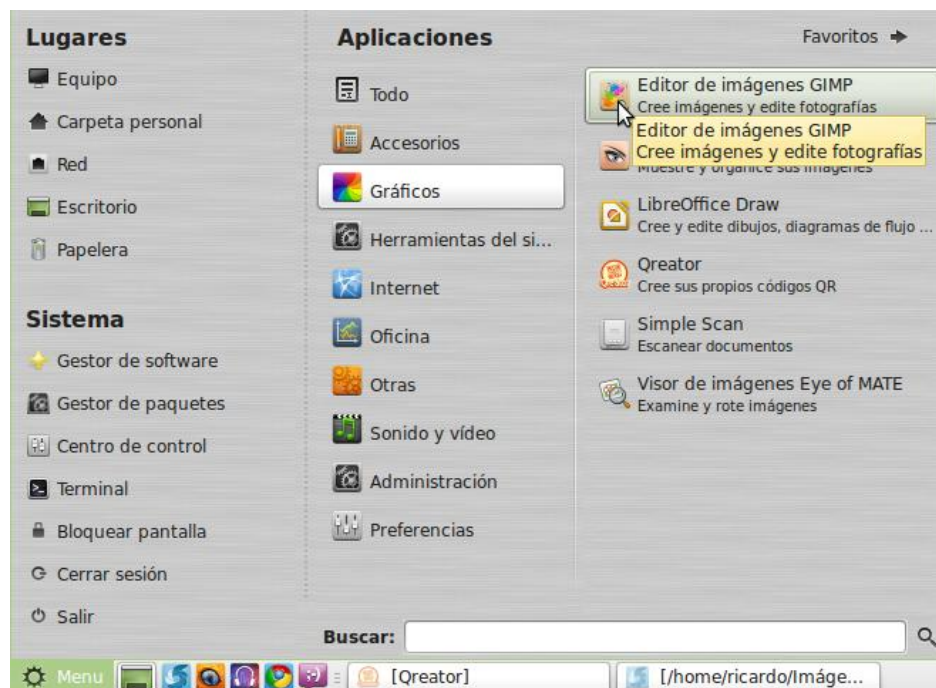 Lugares
Equipo
Carpeta personal
Red
Escritorio
Papelera
Sistema
Gestor de software
Gestor de paquetes
Centro de control
Terminal
Bloquear pantalla
Cerrar sesión
Salir
Aplicaciones
Todo
Accesorios
Gráficos
Herramientas del si...
Internet
Oficina
Otras
Sonido y vídeo
Administración
Preferencias
Favoritos
Editor de imágenes GIMP
Cree imágenes y edite fotografías
Editor de imágenes GIMP
Cree imágenes y edite fotografías
Muestre y organice sus imágenes
LibreOffice Draw
Cree y edite dibujos, diagramas de flujo ...
Qreator
Cree sus propios códigos QR
Simple Scan
Escanear documentos
Visor de imágenes Eye of MATE
Examine y rote imágenes
Buscar:
Menu
[Qreator]
[/home/ricardo/Imáge...